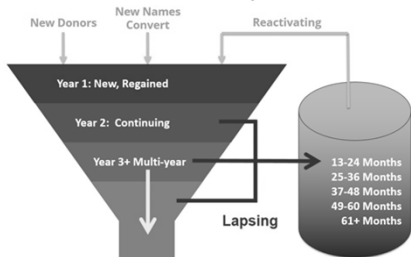 New Donors
New Names
Convert
Reactivating
Year 1: New, Regained
Year 2: Continuing
Year 3+ Multi-year
Lapsing
13-24 Months
25-36 Months
37-48 Months
49-60 Months
61+ Months